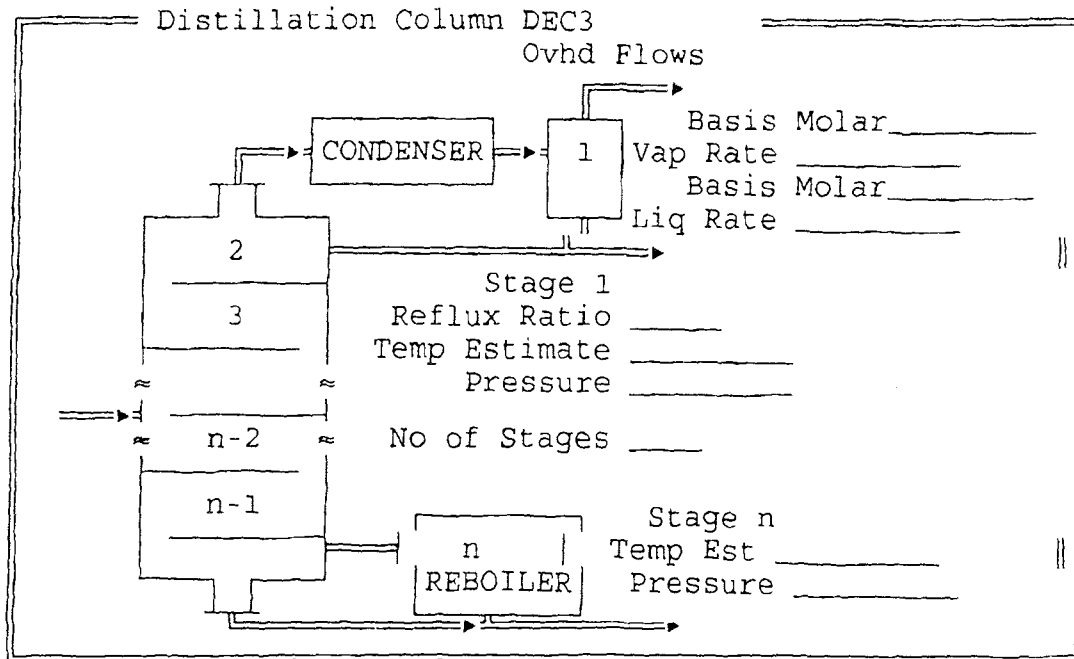 Distillation Column DEC3
Ovhd Flows
Basis Molar
CONDENSER
1
Vap Rate
Basis Molar
Liq Rate
2
Stage 1
3
Reflux Ratio
Temp Estimate
Pressure
n-2
No of Stages
n-1
Stage n
n
Temp Est
REBOILER
Pressure